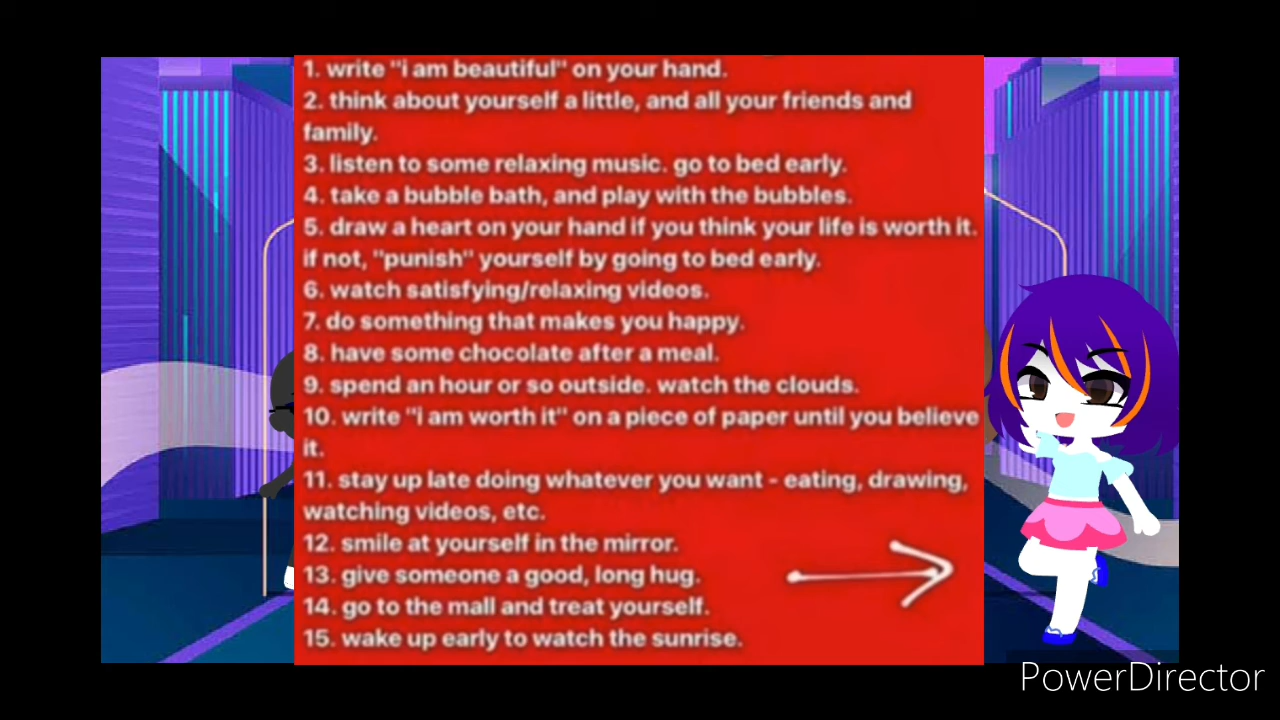 1. write "i am beautiful" on your hand.
2. think about yourself a little, and all your friends and
family.
3. listen to some relaxing music. go to bed early.
4. take a bubble bath, and play with the bubbles.
5. draw a heart on your hand if you think your life is worth it.
if not, "punish" yourself by going to bed early.
6. watch satisfying/relaxing videos.
7. do something that makes you happy.
8. have some chocolate after a meal.
9. spend an hour or so outside. watch the clouds.
10. write "i am worth it" on a piece of paper until you believe
it.
11. stay up late doing whatever you want - eating, drawing,
watching videos, etc.
12. smile at yourself in the mirror.
13. give someone a good, long hug.
14. go to the mall and treat yourself.
15. wake up early to watch the sunrise.
PowerDirector